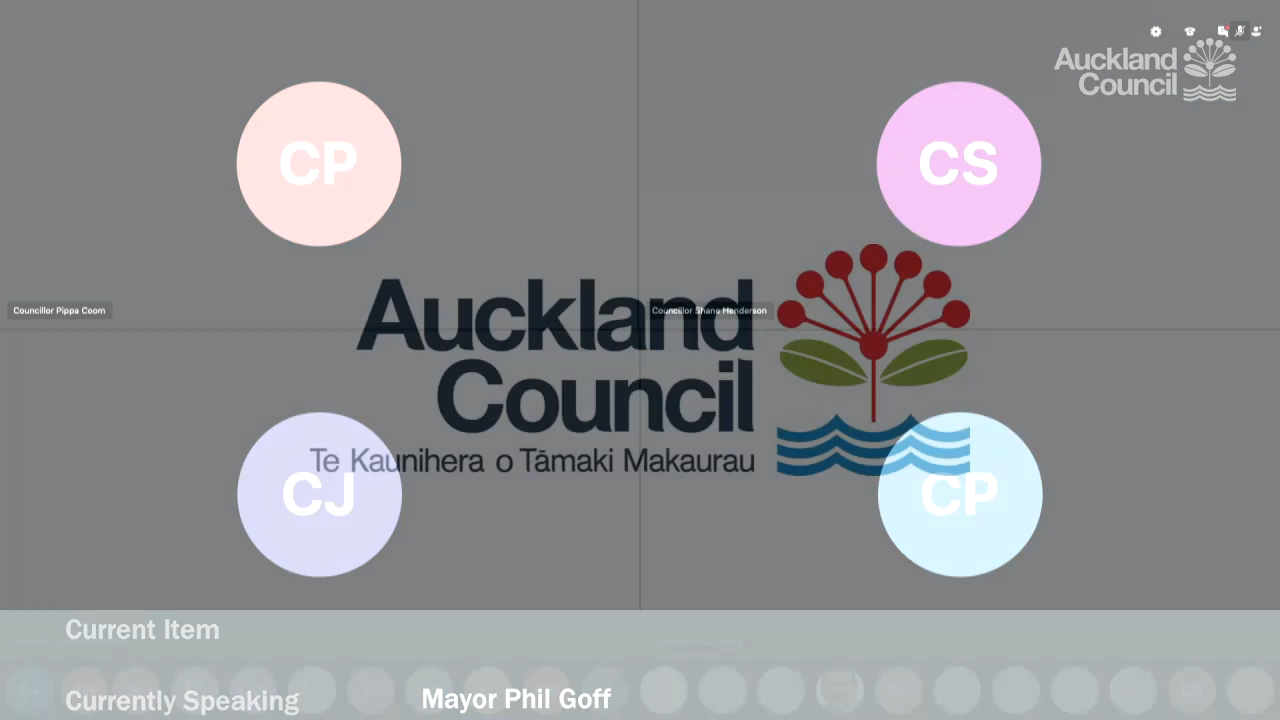 Auckland
Council
CP
CS
Councillor Pippa Coom
Councillor Shane Henderson
Auckland
Council
Te Kaunihera o Tāmaki Makaurau
CJ
CP
Current Item
Currently Speaking
Mayor Phil Goff